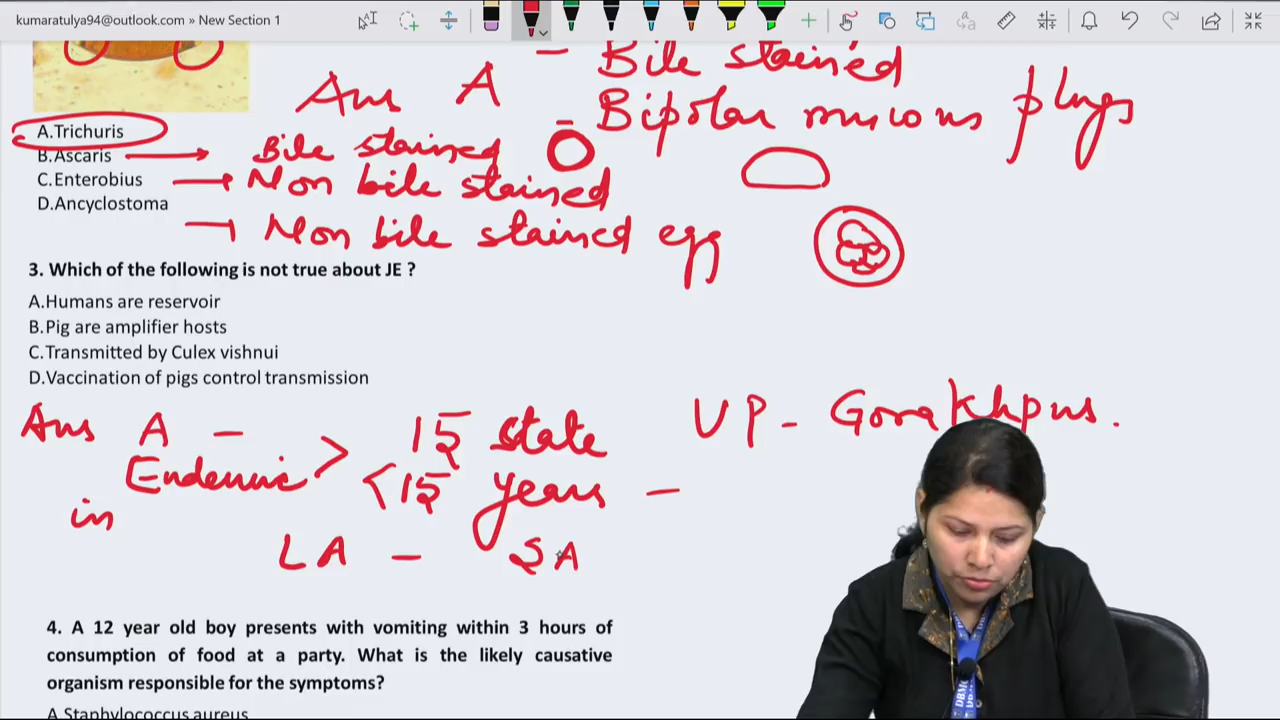 kumaratulya94@outlook.com » New Section 1
- Bile stained
Ans A
- Bipolar mucous plugs
A.Trichuris
B.Ascaris → Bile stained
C.Enterobius → Non bile stained
D.Ancyclostoma
→ Non bile stained egg
3. Which of the following is not true about JE ?
A.Humans are reservoir
B.Pig are amplifier hosts
C.Transmitted by Culex vishnui
D.Vaccination of pigs control transmission
Ans A - > 15 state UP - Gorakhpur.
Endemic <15 years -
in
LA - SA
4. A 12 year old boy presents with vomiting within 3 hours of
consumption of food at a party. What is the likely causative
organism responsible for the symptoms?
A.Staphylococcus aureus
DBMC